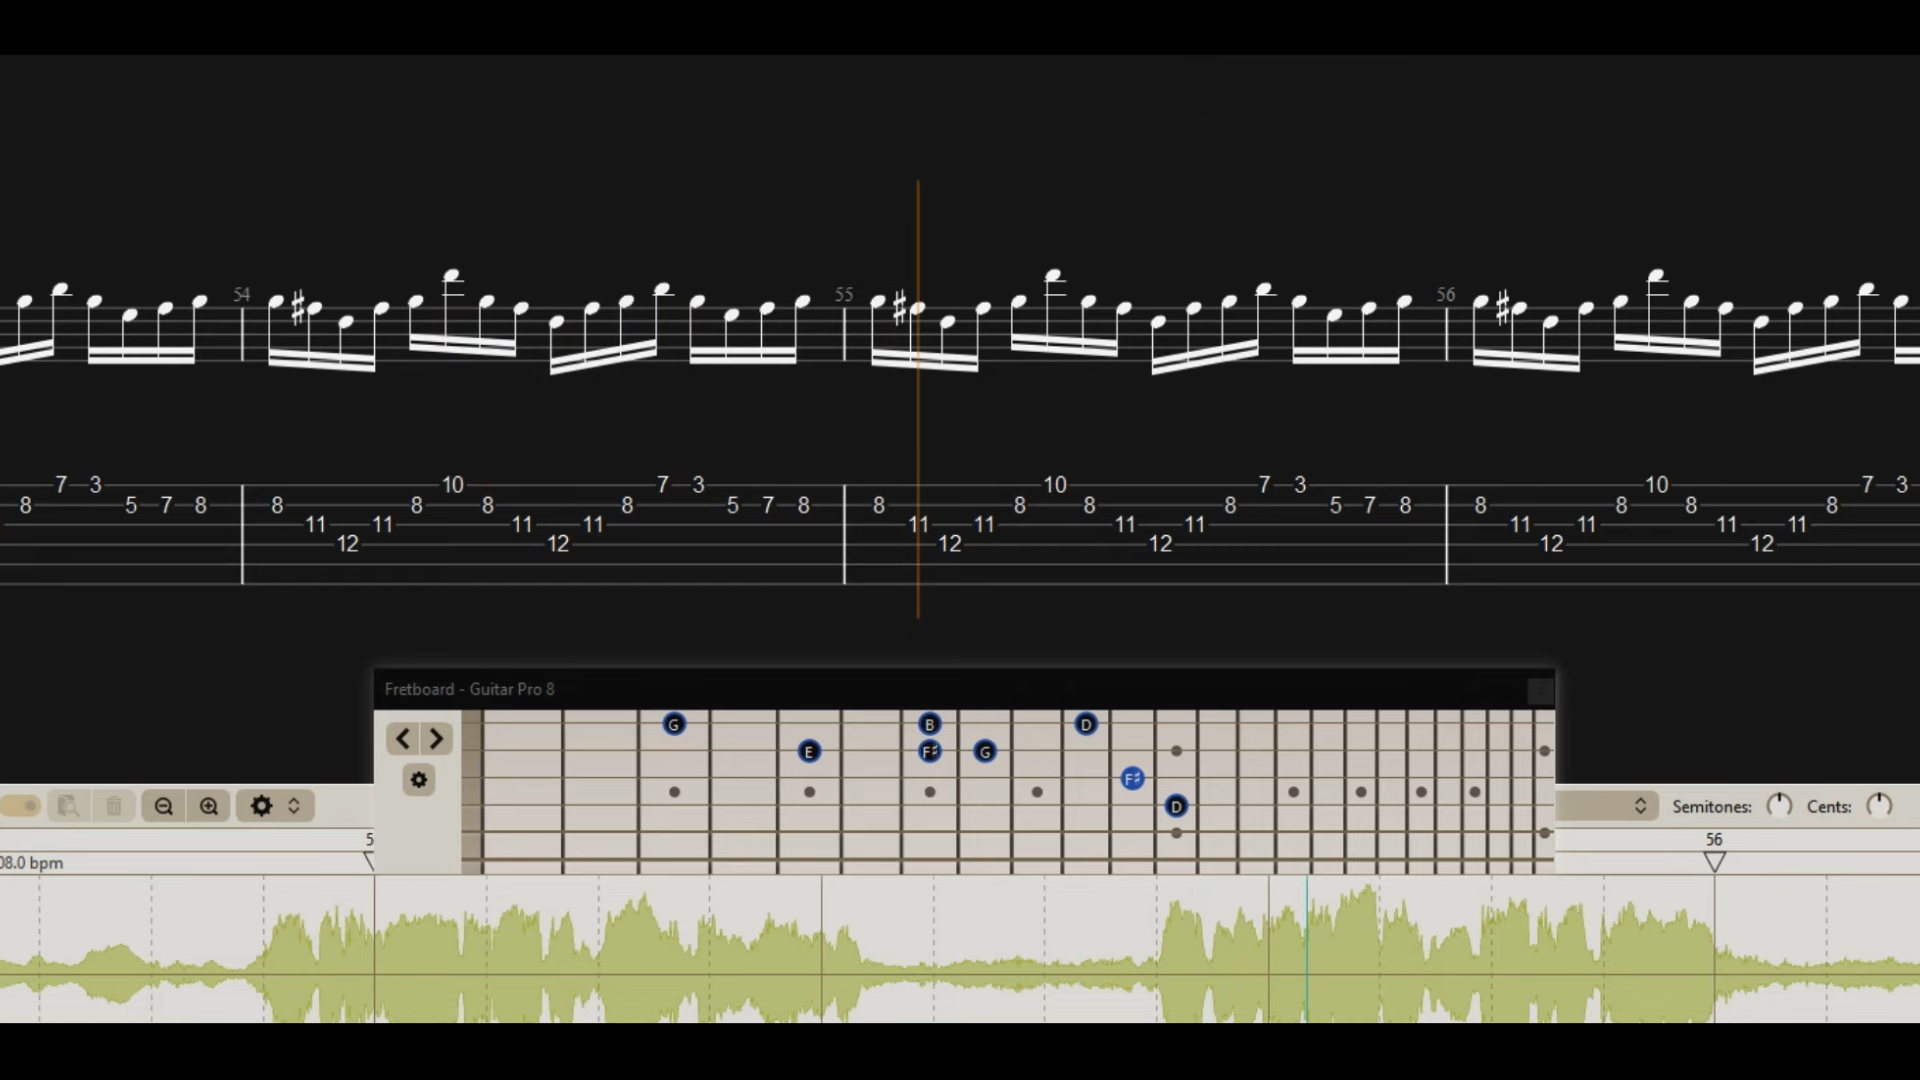 54 55 56
7 3 10 7 3 10 7 3 10 7 3
8 5 7 8 8 8 8 8 5 7 8 8 8 8 8 5 7 8 8 8 8 8
11 11 11 11 11 11 11 11 11 11 11 11
12 12 12 12 12 12
Fretboard - Guitar Pro 8
G B D
E F♯ G
F♯
D
Semitones: Cents:
5 56
08.0 bpm